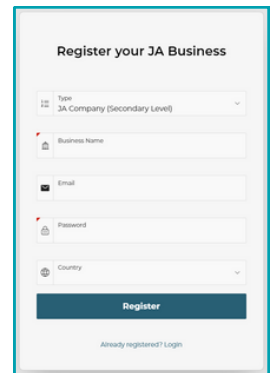 Register your JA Business
Type
JA Company (Secondary Level)
Business Name
Email
Password
Country
Register
Already registered? Login